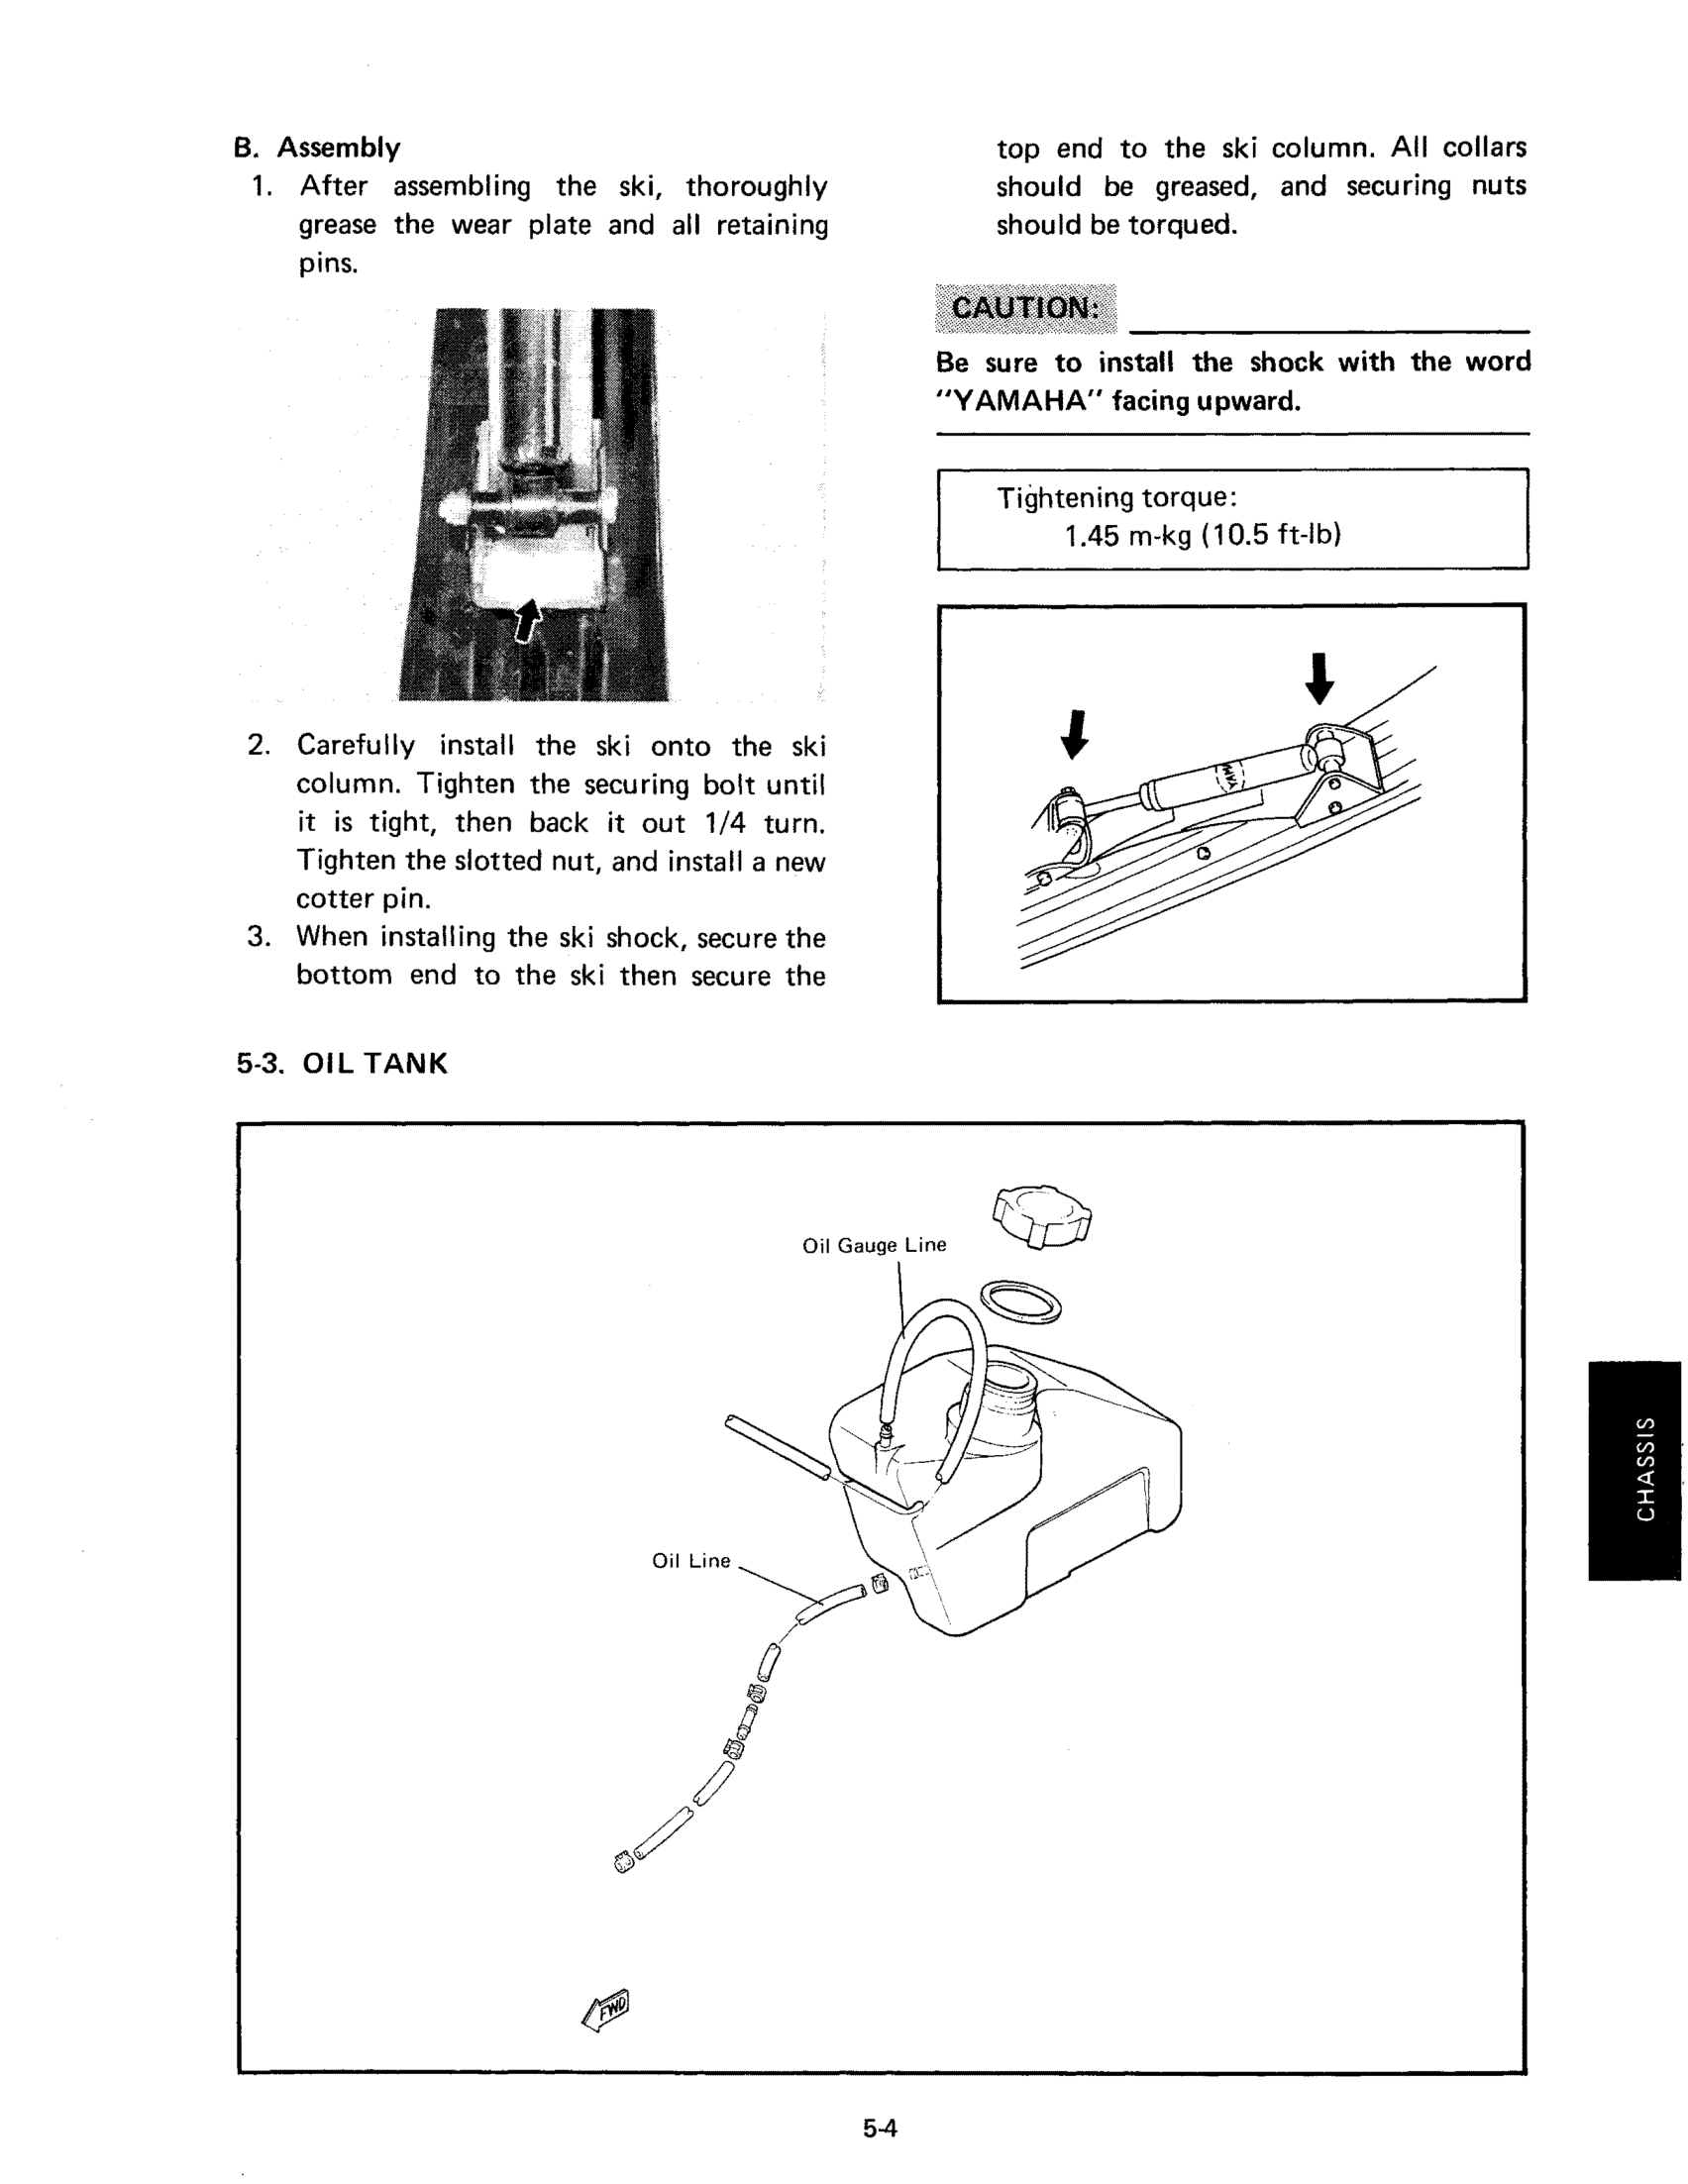 B. Assembly
1. After assembling the ski, thoroughly
grease the wear plate and all retaining
pins.
2. Carefully install the ski onto the ski
column. Tighten the securing bolt until
it is tight, then back it out 1/4 turn.
Tighten the slotted nut, and install a new
cotter pin.
3. When installing the ski shock, secure the
bottom end to the ski then secure the
top end to the ski column. All collars
should be greased, and securing nuts
should be torqued.
CAUTION:
Be sure to install the shock with the word
"YAMAHA" facing upward.
Tightening torque:
1.45 m-kg (10.5 ft-lb)
5-3. OIL TANK
Oil Gauge Line
Oil Line
FWD
CHASSIS
5-4